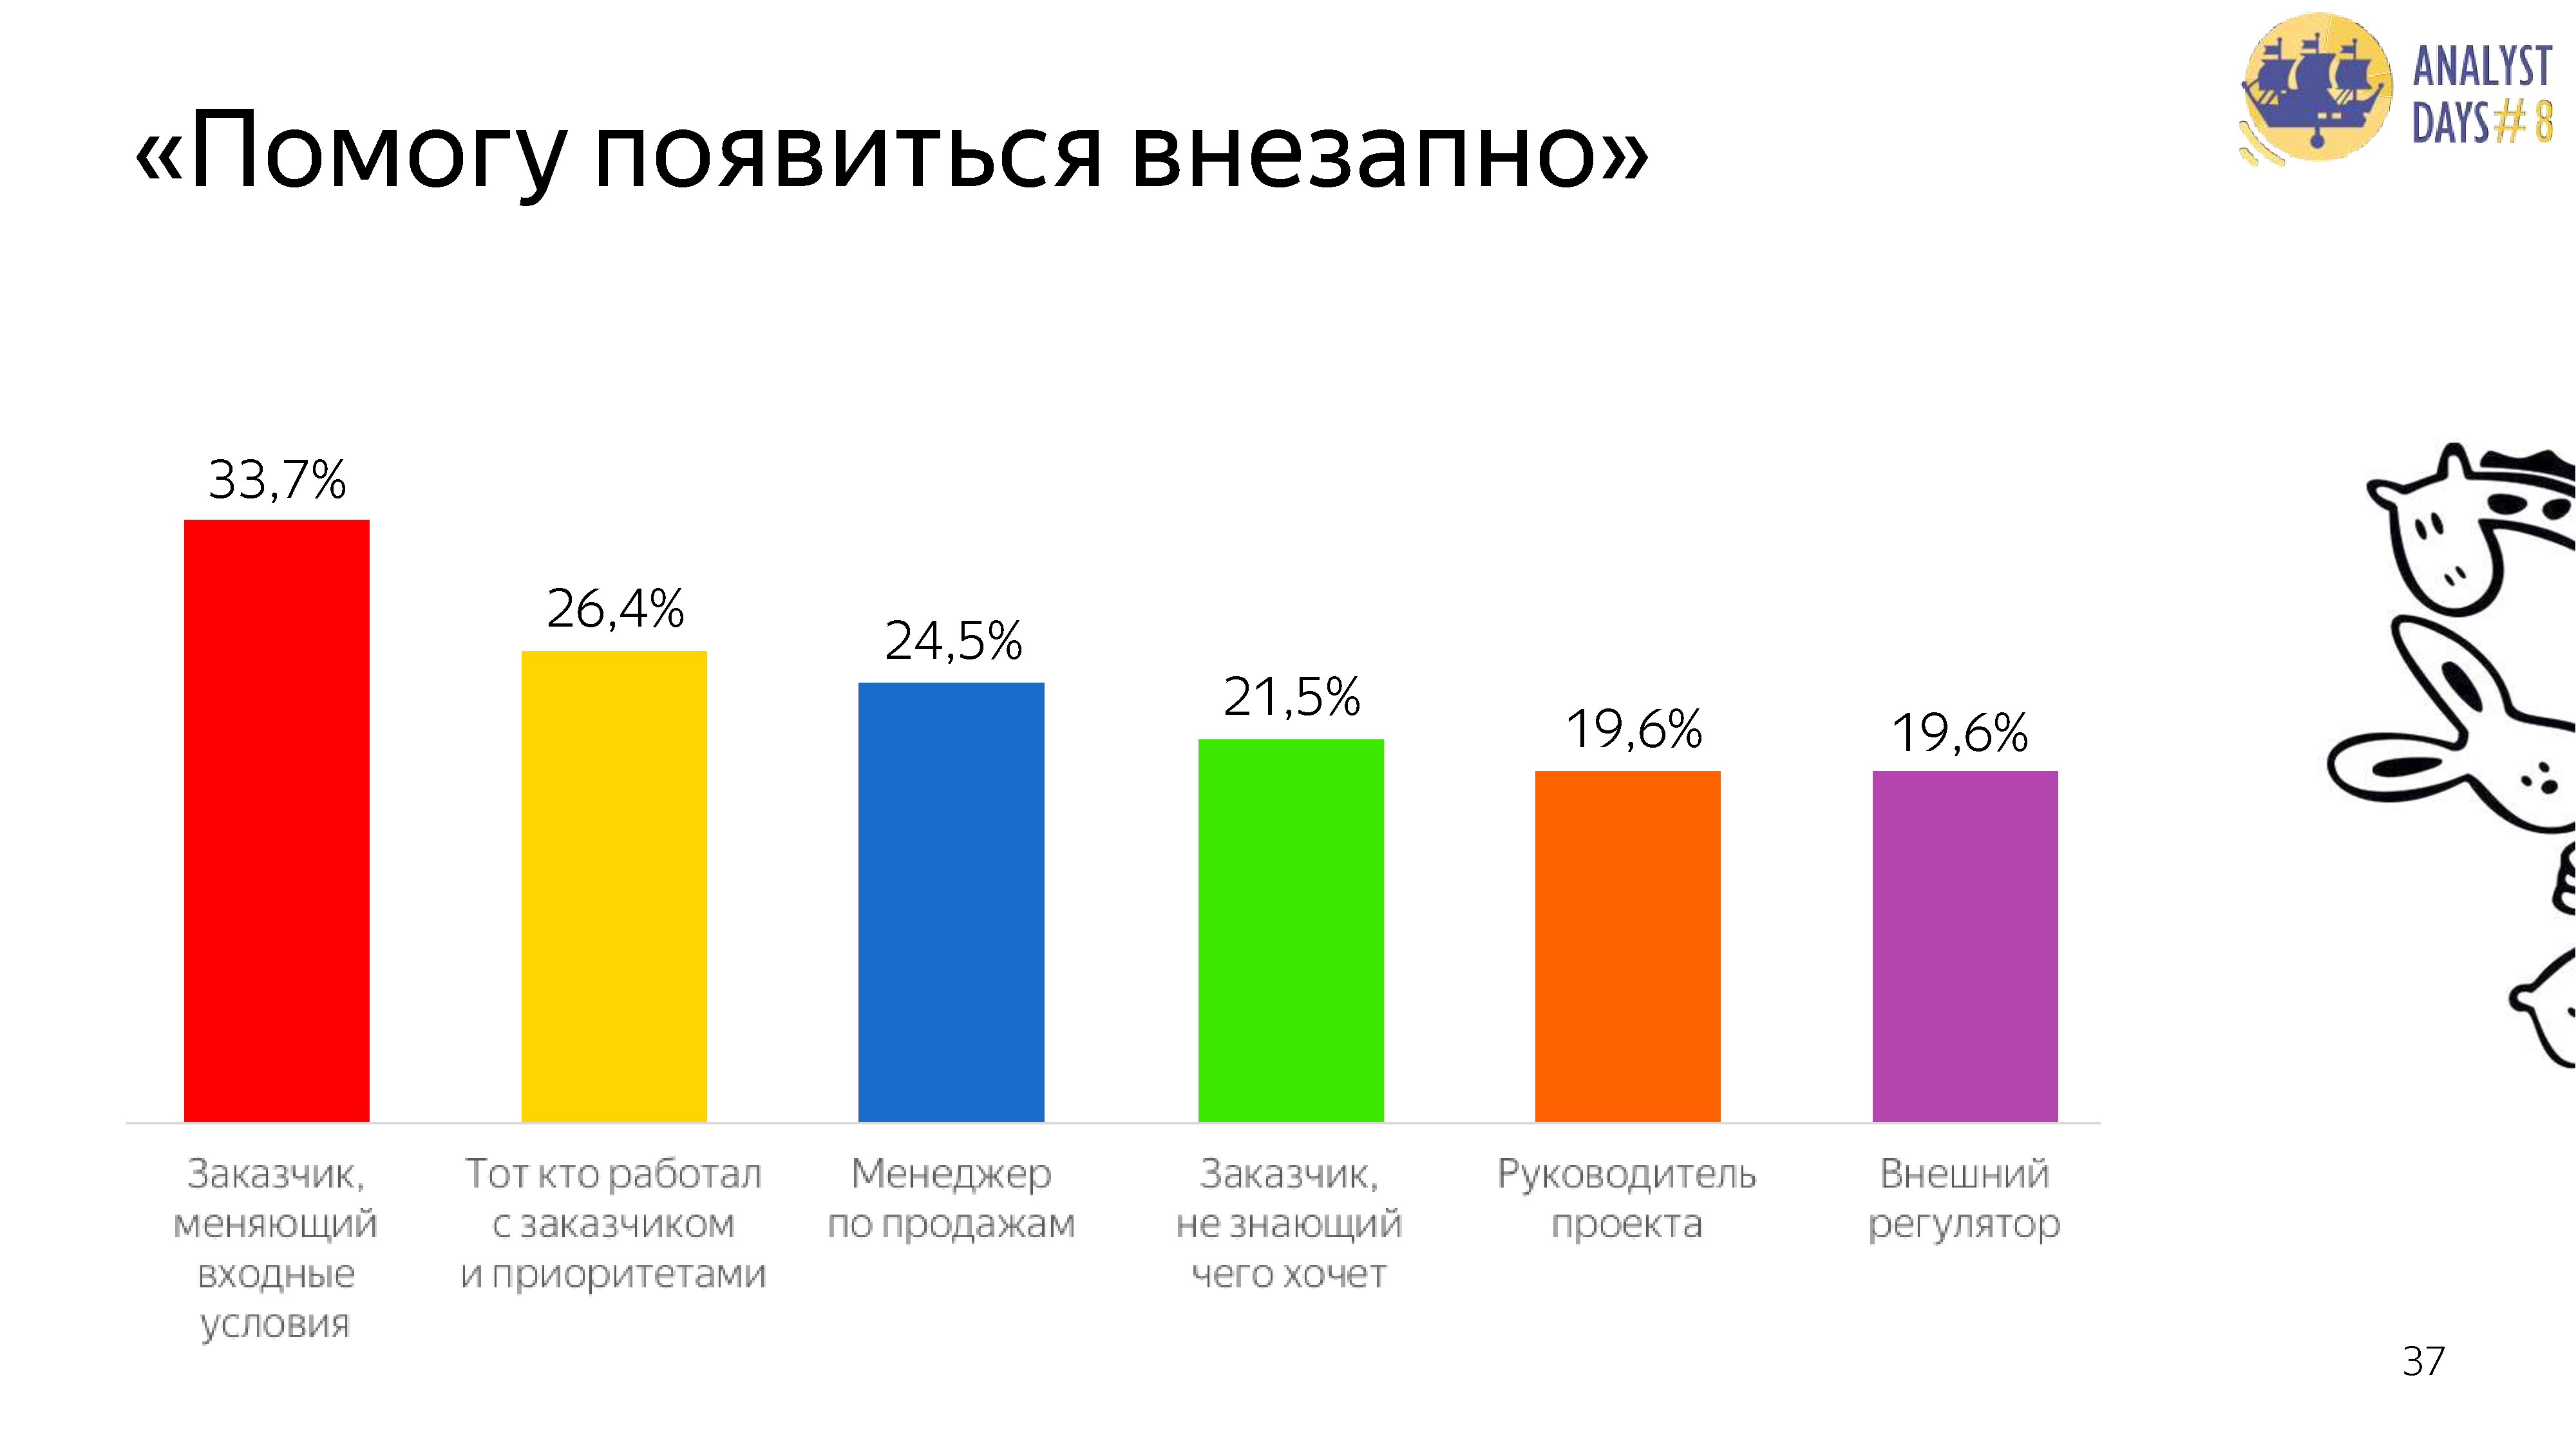 ANALYST
DAYS#8
«Помогу появиться внезапно»
33,7%
26,4%
24,5%
21,5%
19,6%
19,6%
Заказчик,
меняющий
входные
условия
Тот кто работал
с заказчиком
и приоритетами
Менеджер
по продажам
Заказчик,
не знающий
чего хочет
Руководитель
проекта
Внешний
регулятор
37